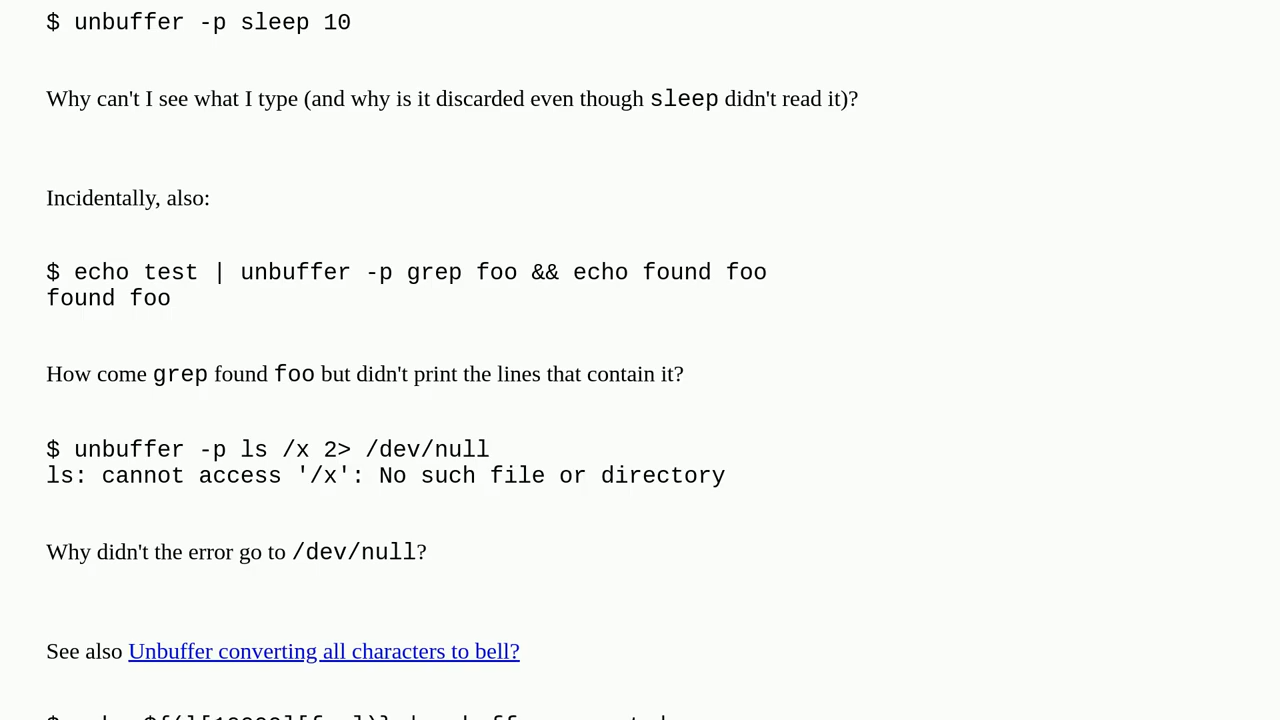 $ unbuffer -p sleep 10
Why can't I see what I type (and why is it discarded even though sleep didn't read it)?
Incidentally, also:
$ echo test | unbuffer -p grep foo && echo found foo
found foo
How come grep found foo but didn't print the lines that contain it?
$ unbuffer -p ls /x 2> /dev/null
ls: cannot access '/x': No such file or directory
Why didn't the error go to /dev/null?
See also Unbuffer converting all characters to bell?